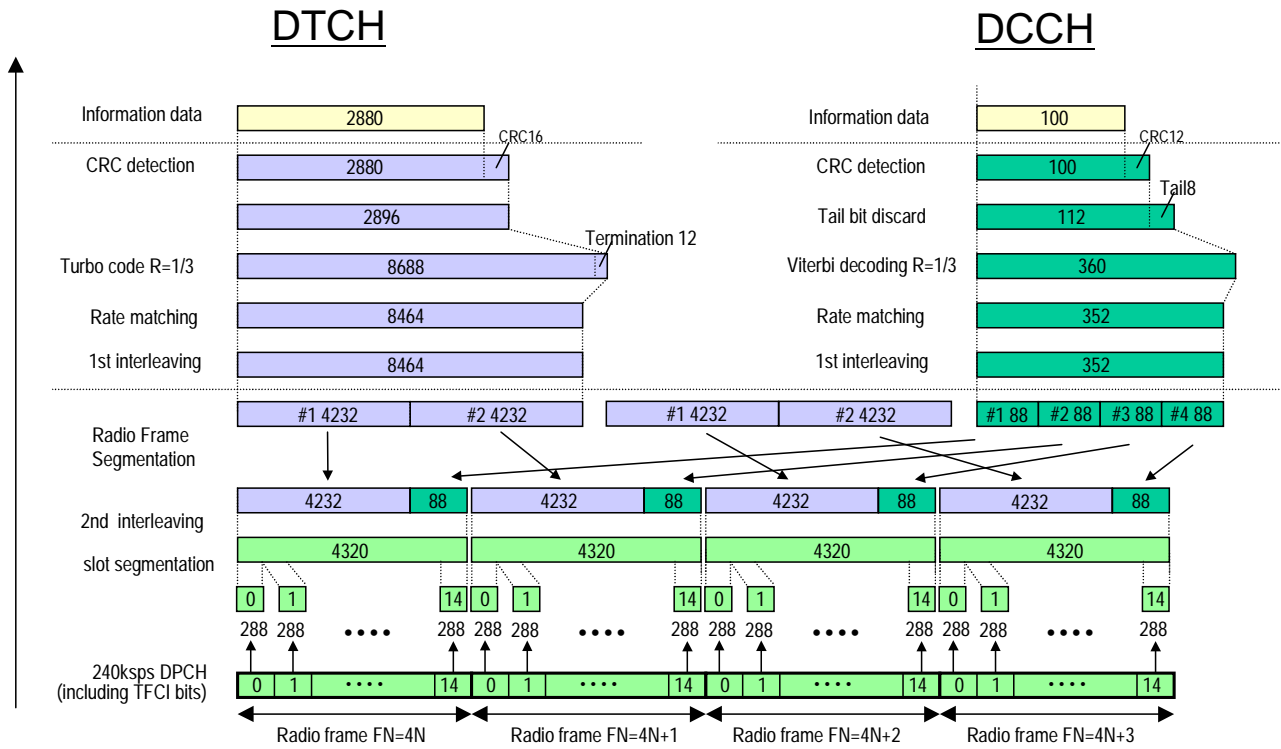 DTCH DCCH
Information data 2880 Information data 100
CRC16 CRC12
CRC detection 2880 CRC detection 100
Tail8
2896 Tail bit discard 112
Termination 12
Turbo code R=1/3 8688 Viterbi decoding R=1/3 360
Rate matching 8464 Rate matching 352
1st interleaving 8464 1st interleaving 352
#1 4232 #2 4232 #1 4232 #2 4232 #1 88 #2 88 #3 88 #4 88
Radio Frame
Segmentation
4232 88 4232 88 4232 88 4232 88
2nd interleaving
4320 4320 4320 4320
slot segmentation
0 1 14 0 1 14 0 1 14 0 1 14
288 288 •••• 288 288 288 •••• 288 288 288 •••• 288 288 288 •••• 288
240ksps DPCH
(including TFCI bits)
0 1 •••• 14 0 1 •••• 14 0 1 •••• 14 0 1 •••• 14
Radio frame FN=4N Radio frame FN=4N+1 Radio frame FN=4N+2 Radio frame FN=4N+3